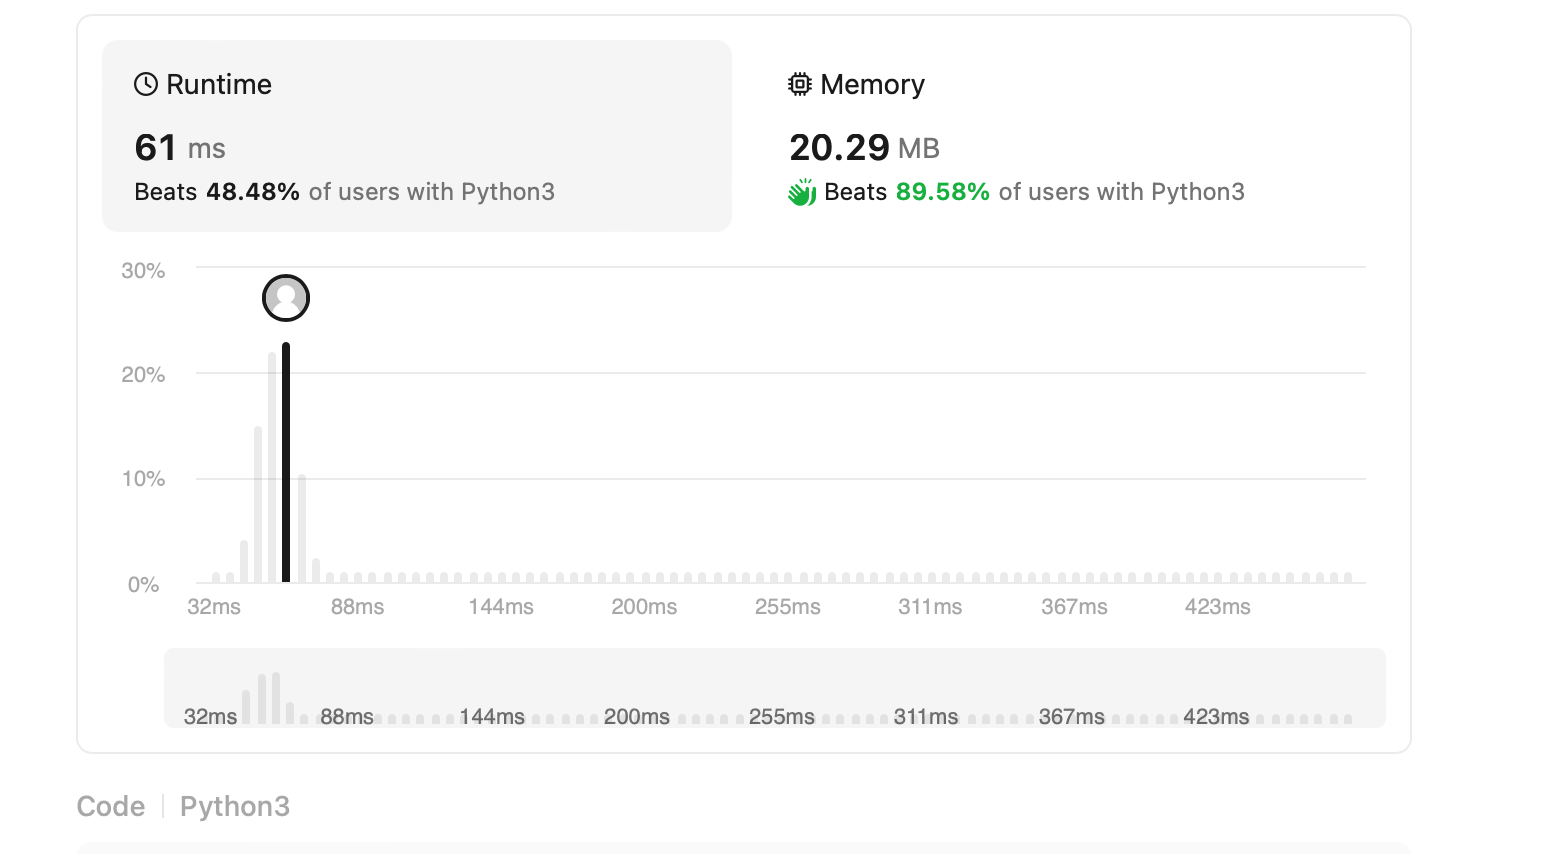 Runtime
61 ms
Beats 48.48% of users with Python3
Memory
20.29 MB
Beats 89.58% of users with Python3
30%
20%
10%
0%
32ms 88ms 144ms 200ms 255ms 311ms 367ms 423ms
32ms 88ms 144ms 200ms 255ms 311ms 367ms 423ms
Code | Python3